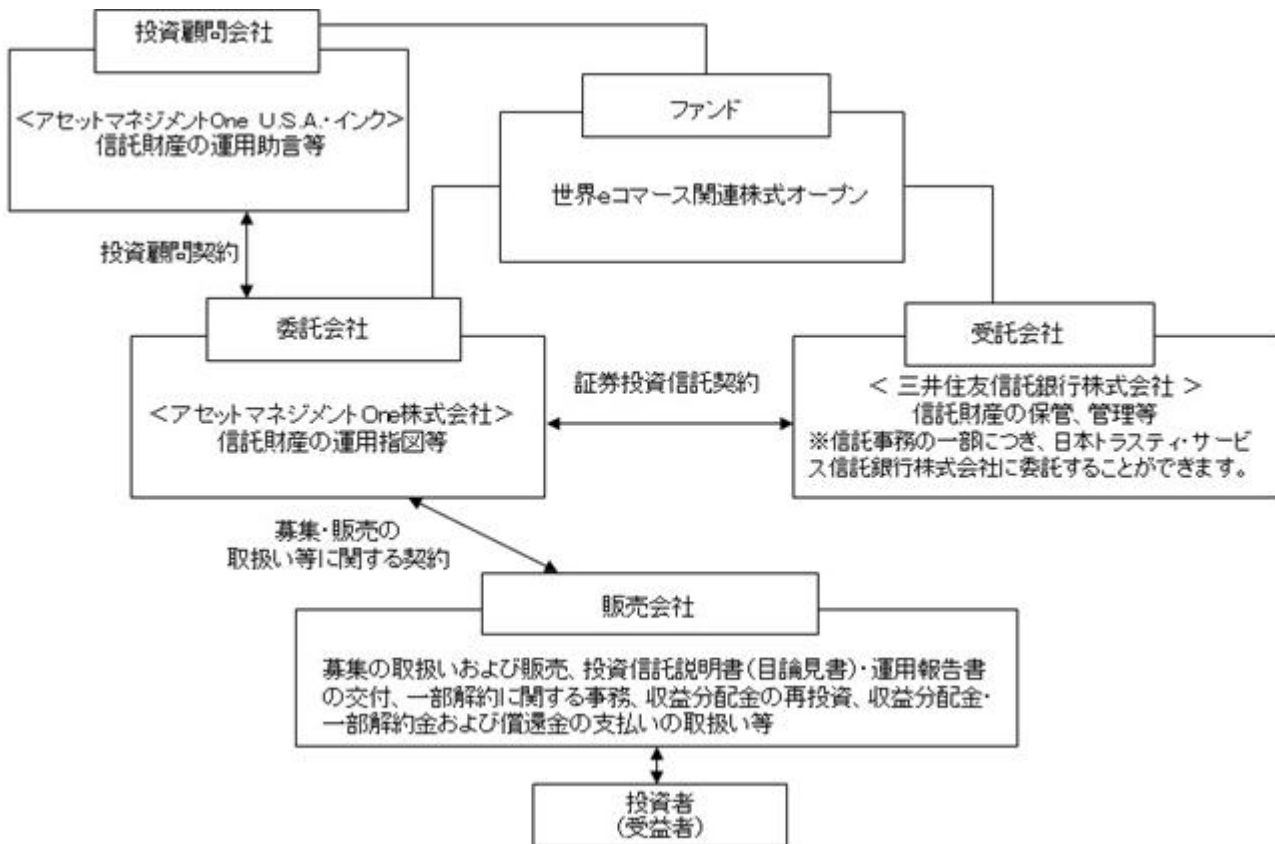 投資顧問会社
<アセットマネジメントOne U.S.A.・インク>
信託財産の運用助言等
ファンド
世界eコマース関連株式オープン
投資顧問契約
委託会社
<アセットマネジメントOne株式会社>
信託財産の運用指図等
証券投資信託契約
受託会社
< 三井住友信託銀行株式会社 >
信託財産の保管、管理等
※信託事務の一部につき、日本トラスティ・サービ
ス信託銀行株式会社に委託することができます。
募集・販売の
取扱い等に関する契約
販売会社
募集の取扱いおよび販売、投資信託説明書(目論見書)・運用報告書
の交付、一部解約に関する事務、収益分配金の再投資、収益分配金・
一部解約金および償還金の支払いの取扱い等
投資者
(受益者)